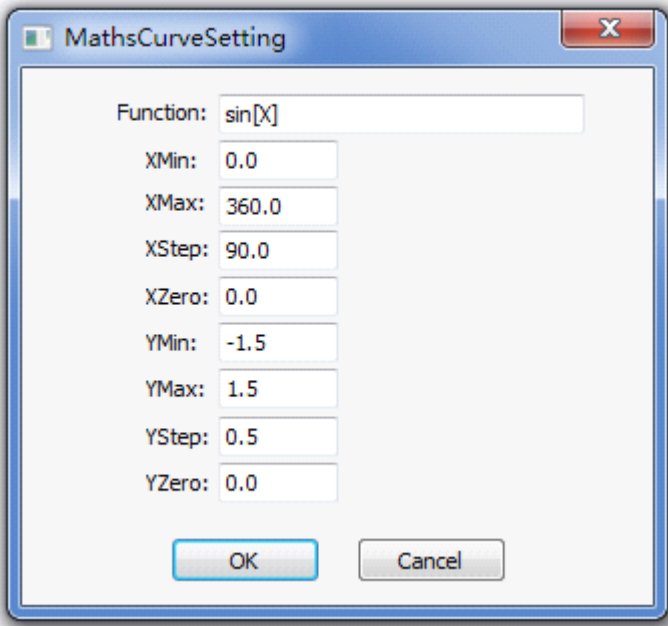 MathsCurveSetting
Function: sin[X]
XMin: 0.0
XMax: 360.0
XStep: 90.0
XZero: 0.0
YMin: -1.5
YMax: 1.5
YStep: 0.5
YZero: 0.0
OK Cancel